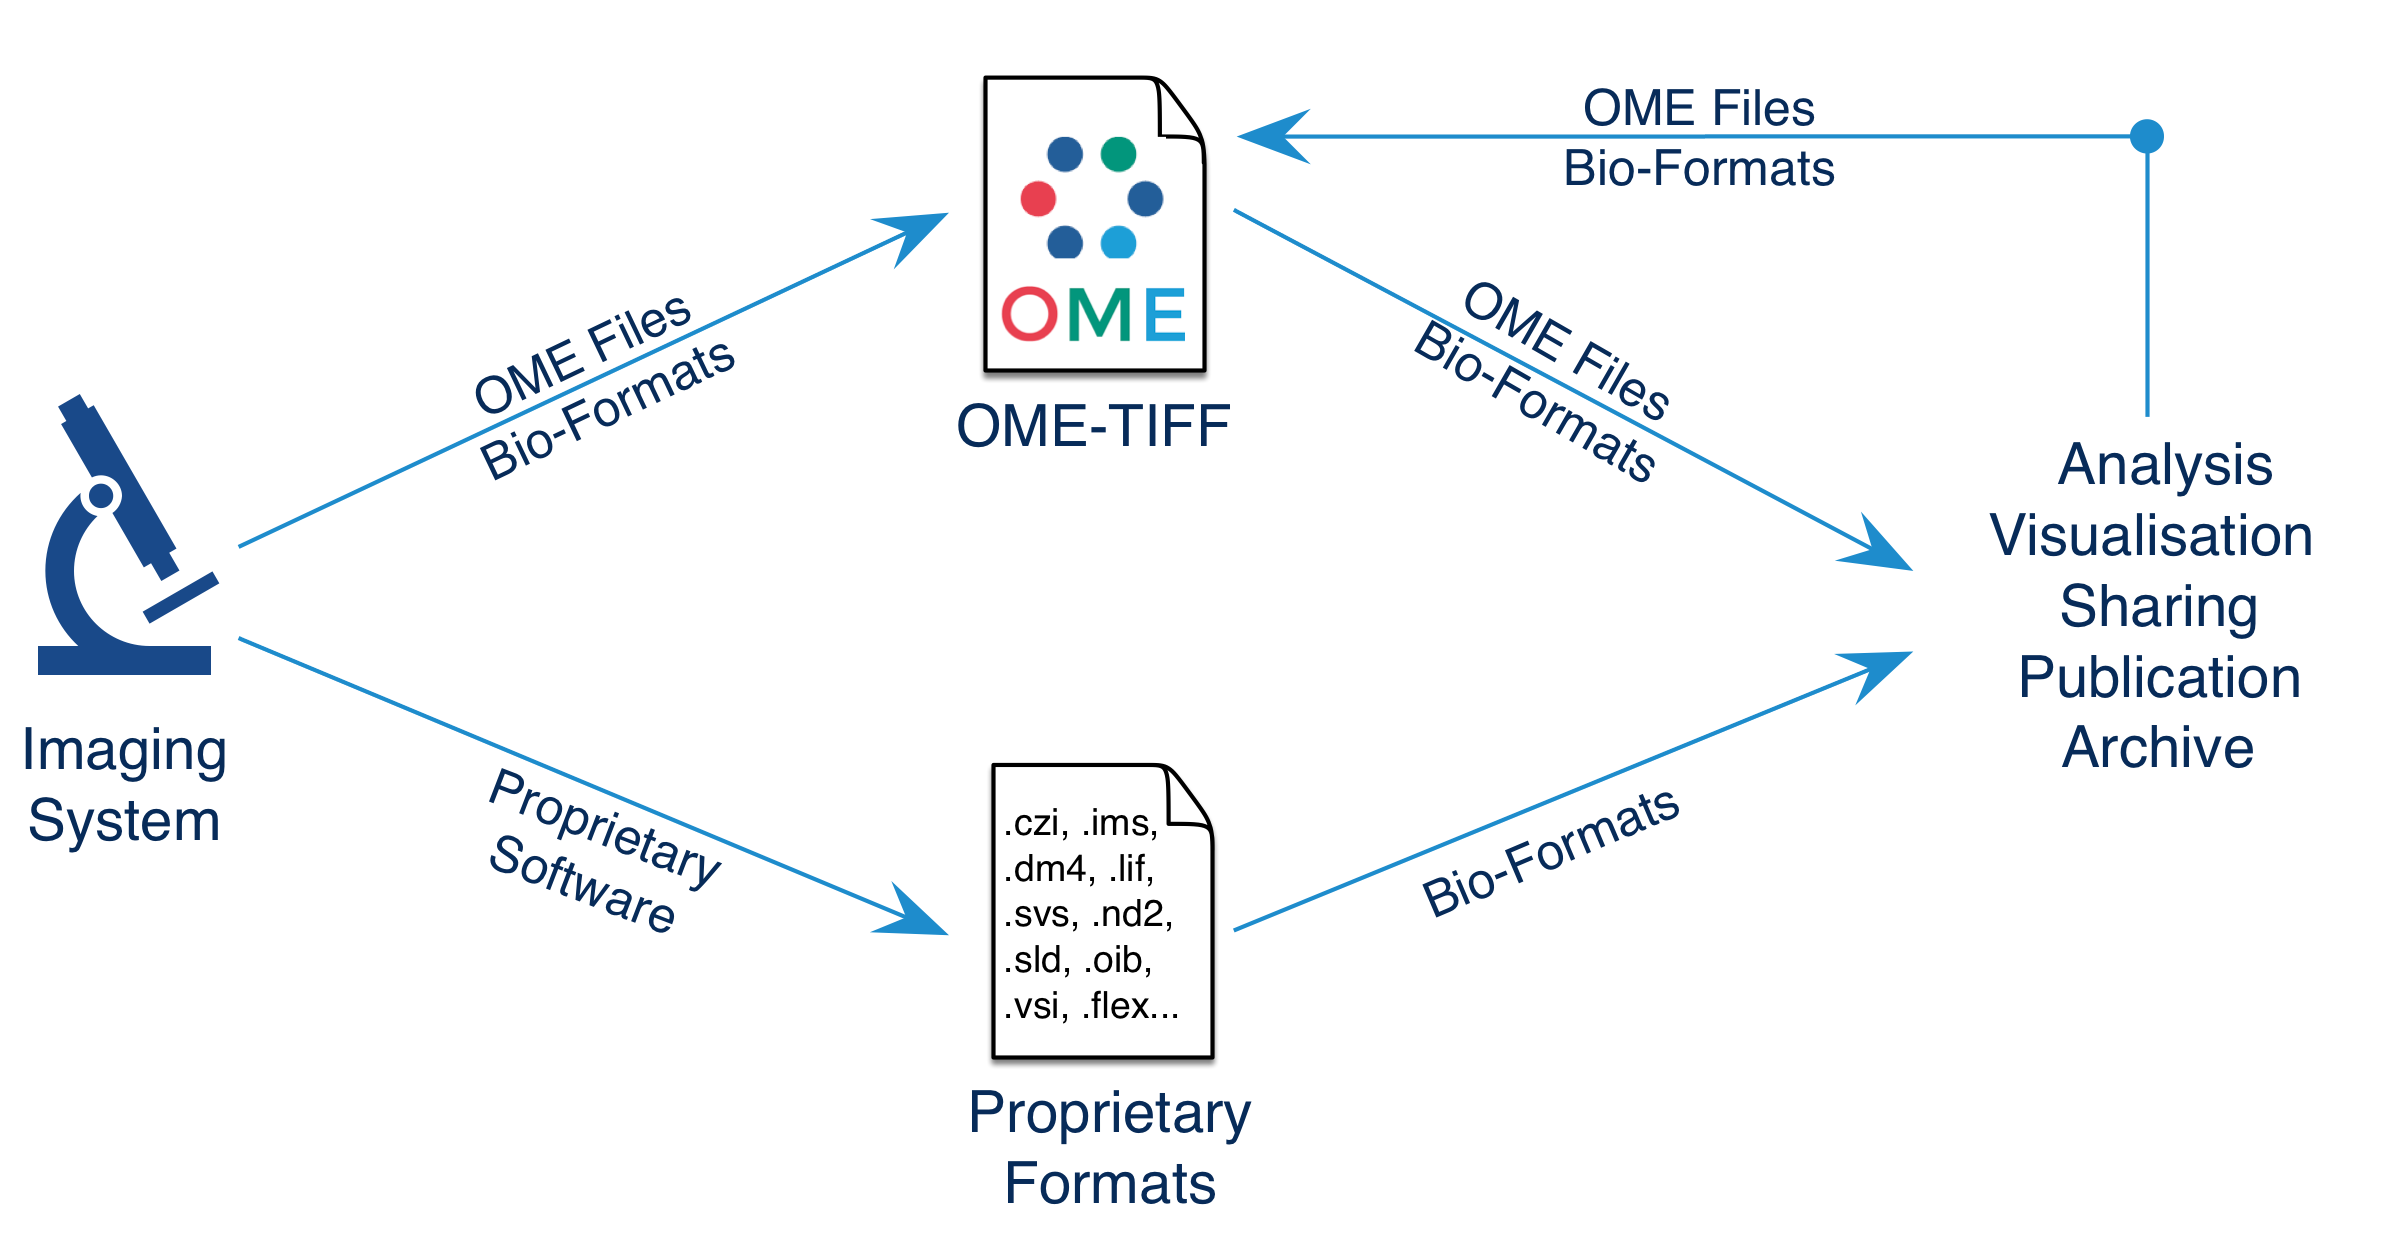 OME Files
Bio-Formats
OME
OME-TIFF
OME Files
Bio-Formats
OME Files
Bio-Formats
Imaging
System
Analysis
Visualisation
Sharing
Publication
Archive
Proprietary
Software
.czi, .ims,
.dm4, .lif,
.svs, .nd2,
.sld, .oib,
.vsi, .flex...
Bio-Formats
Proprietary
Formats